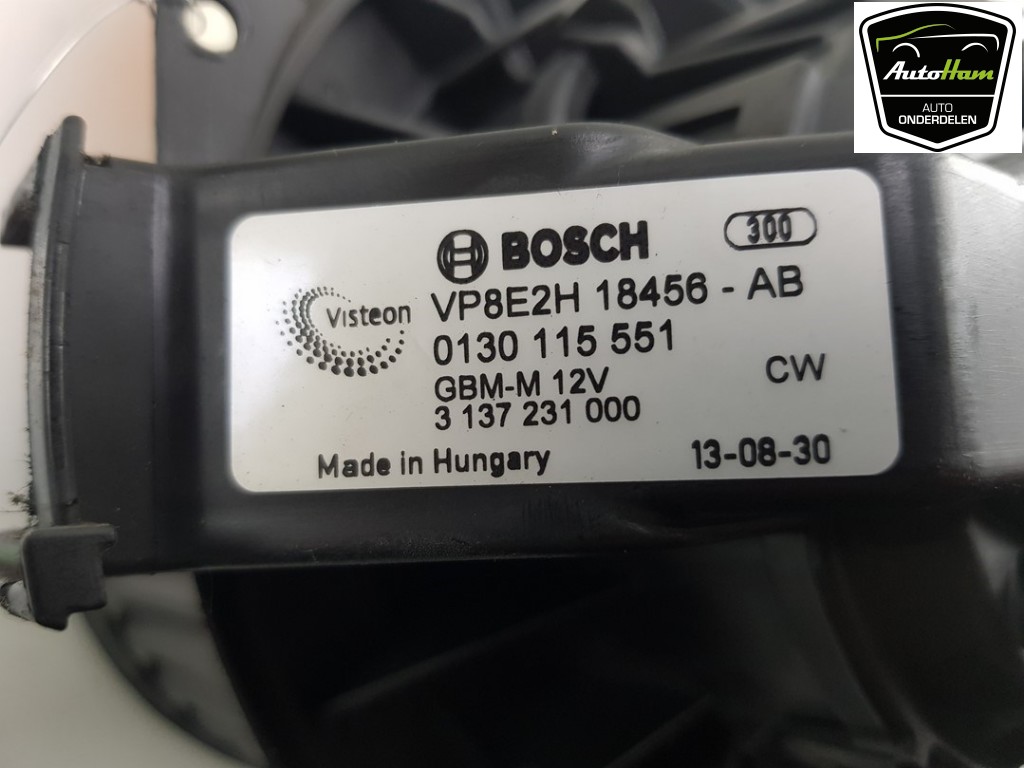 AutoHam
AUTO
ONDERDELEN
BOSCH
300
Visteon
VP8E2H 18456 - AB
0130 115 551
GBM-M 12V
CW
3 137 231 000
Made in Hungary
13-08-30